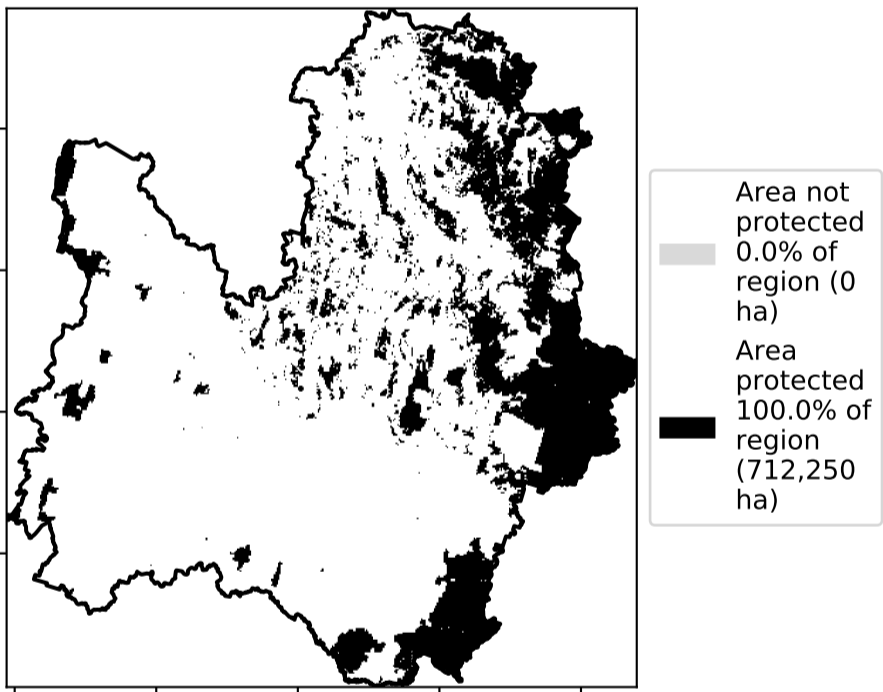 Area not
protected
0.0% of
region (0
ha)
Area
protected
100.0% of
region
(712,250
ha)